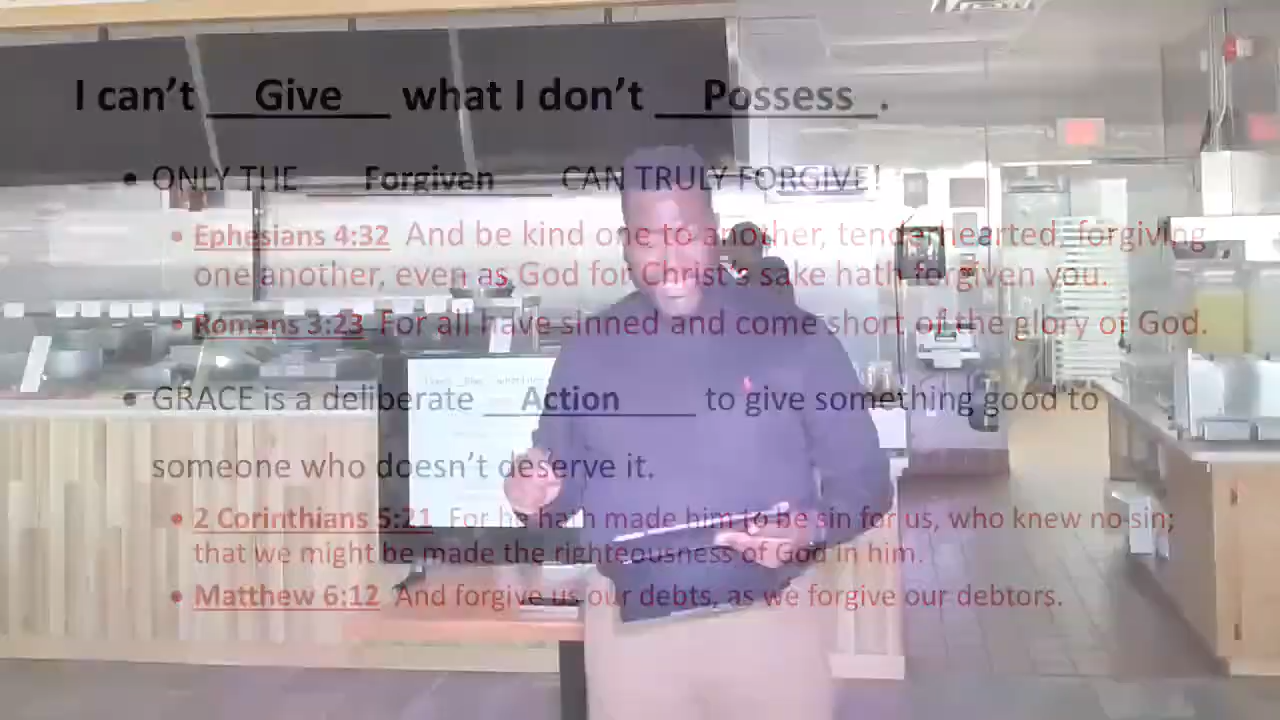 I can't __Give__ what I don't __Possess_.
• ONLY THE __Forgiven__ CAN TRULY FORGIVE!
• Ephesians 4:32 And be kind one to another, tenderhearted, forgiving
one another, even as God for Christ's sake hath forgiven you.
• Romans 3:23 For all have sinned and come short of the glory of God.
• GRACE is a deliberate __Action____ to give something good to
someone who doesn't deserve it.
• 2 Corinthians 5:21 For he hath made him to be sin for us, who knew no sin;
that we might be made the righteousness of God in him.
• Matthew 6:12 And forgive us our debts, as we forgive our debtors.